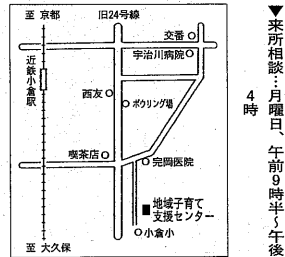 ▼来所相談…月曜日、午前9時半〜午後
4時
至 京都
旧24号線
交番
宇治川病院
近鉄小倉駅
西友
ボウリング場
喫茶店
完岡医院
地域子育て
支援センター
小倉小
至 大久保